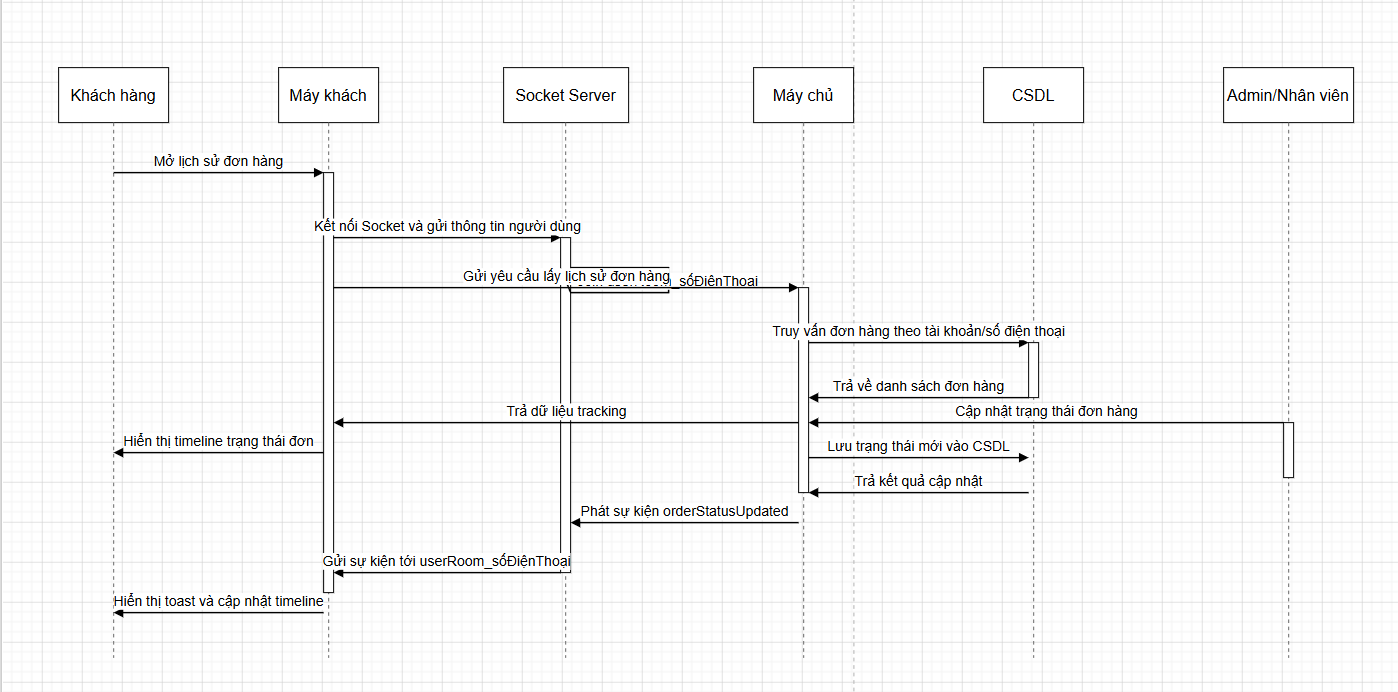 Khách hàng
Máy khách
Socket Server
Máy chủ
CSDL
Admin/Nhân viên
Mở lịch sử đơn hàng
Kết nối Socket và gửi thông tin người dùng
Gửi yêu cầu lấy lịch sử đơn hàng
_sốĐiệnThoại
Truy vấn đơn hàng theo tài khoản/số điện thoại
Trả về danh sách đơn hàng
Trả dữ liệu tracking
Cập nhật trạng thái đơn hàng
Hiển thị timeline trạng thái đơn
Lưu trạng thái mới vào CSDL
Trả kết quả cập nhật
Phát sự kiện orderStatusUpdated
Gửi sự kiện tới userRoom_sốĐiệnThoại
Hiển thị toast và cập nhật timeline